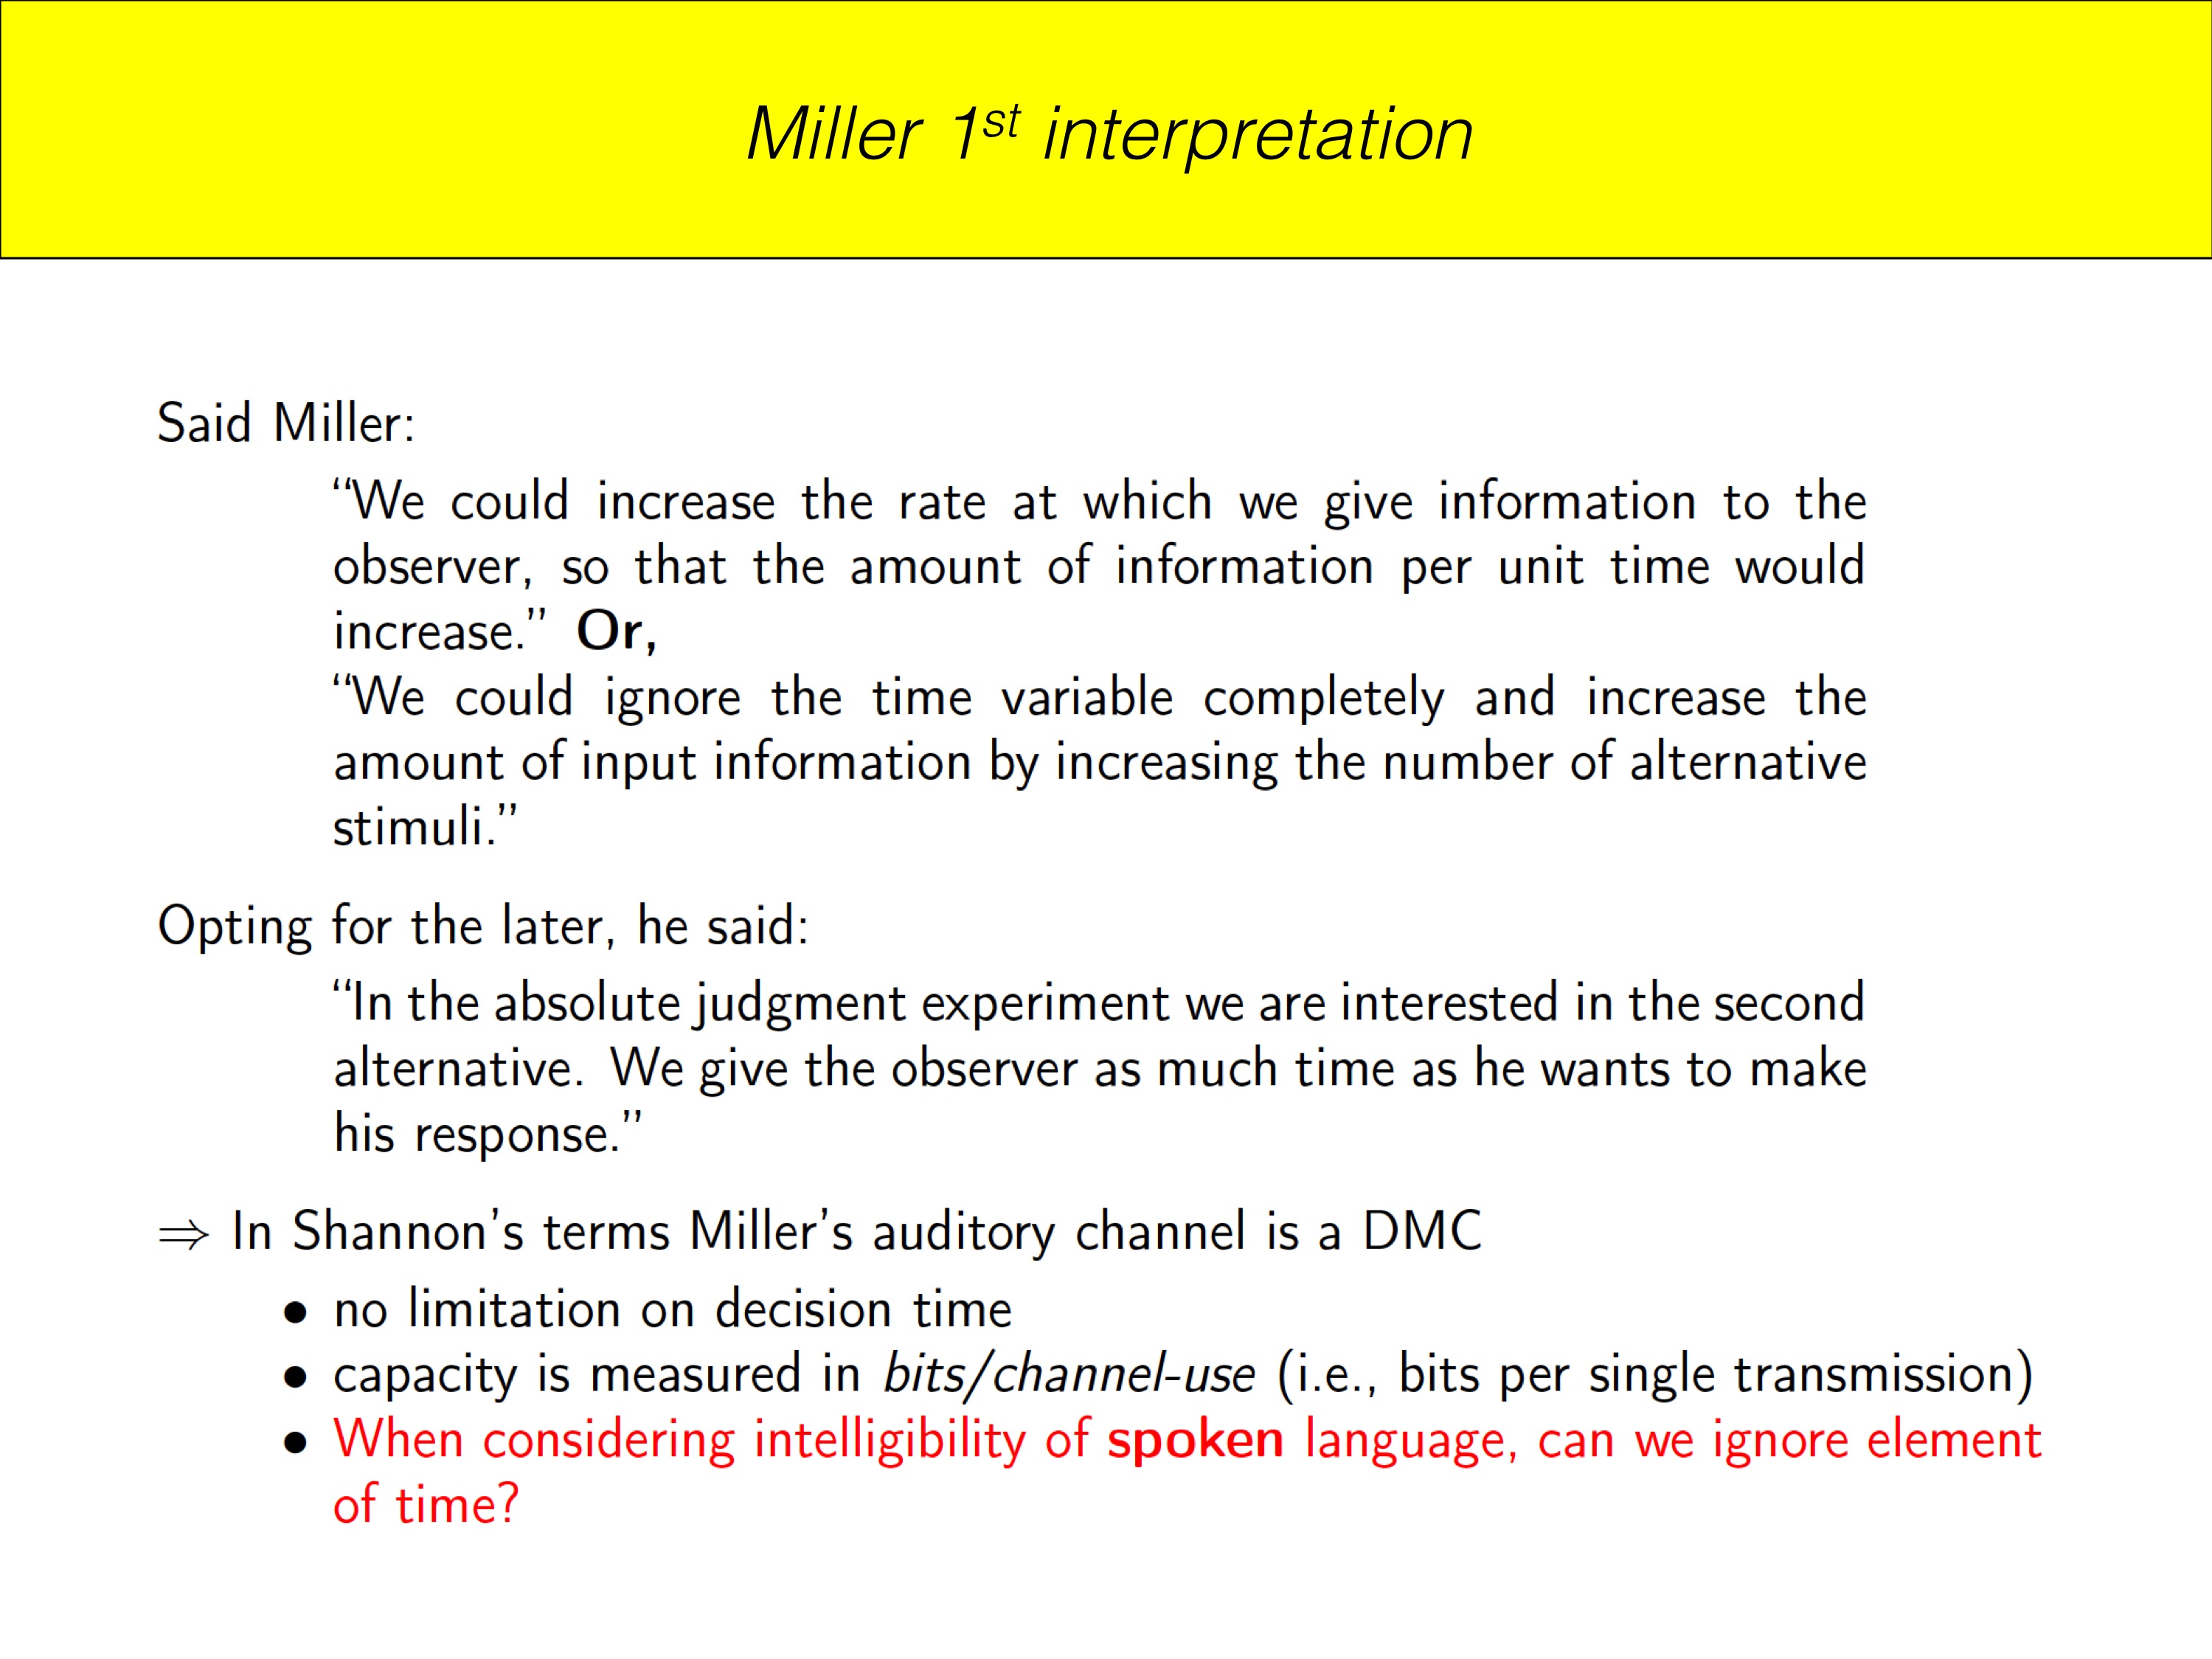 Miller 1st interpretation
Said Miller:
“We could increase the rate at which we give information to the
observer, so that the amount of information per unit time would
increase.” Or,
“We could ignore the time variable completely and increase the
amount of input information by increasing the number of alternative
stimuli.”
Opting for the later, he said:
“In the absolute judgment experiment we are interested in the second
alternative. We give the observer as much time as he wants to make
his response.”
⇒ In Shannon’s terms Miller’s auditory channel is a DMC
• no limitation on decision time
• capacity is measured in bits/channel-use (i.e., bits per single transmission)
• When considering intelligibility of spoken language, can we ignore element
of time?